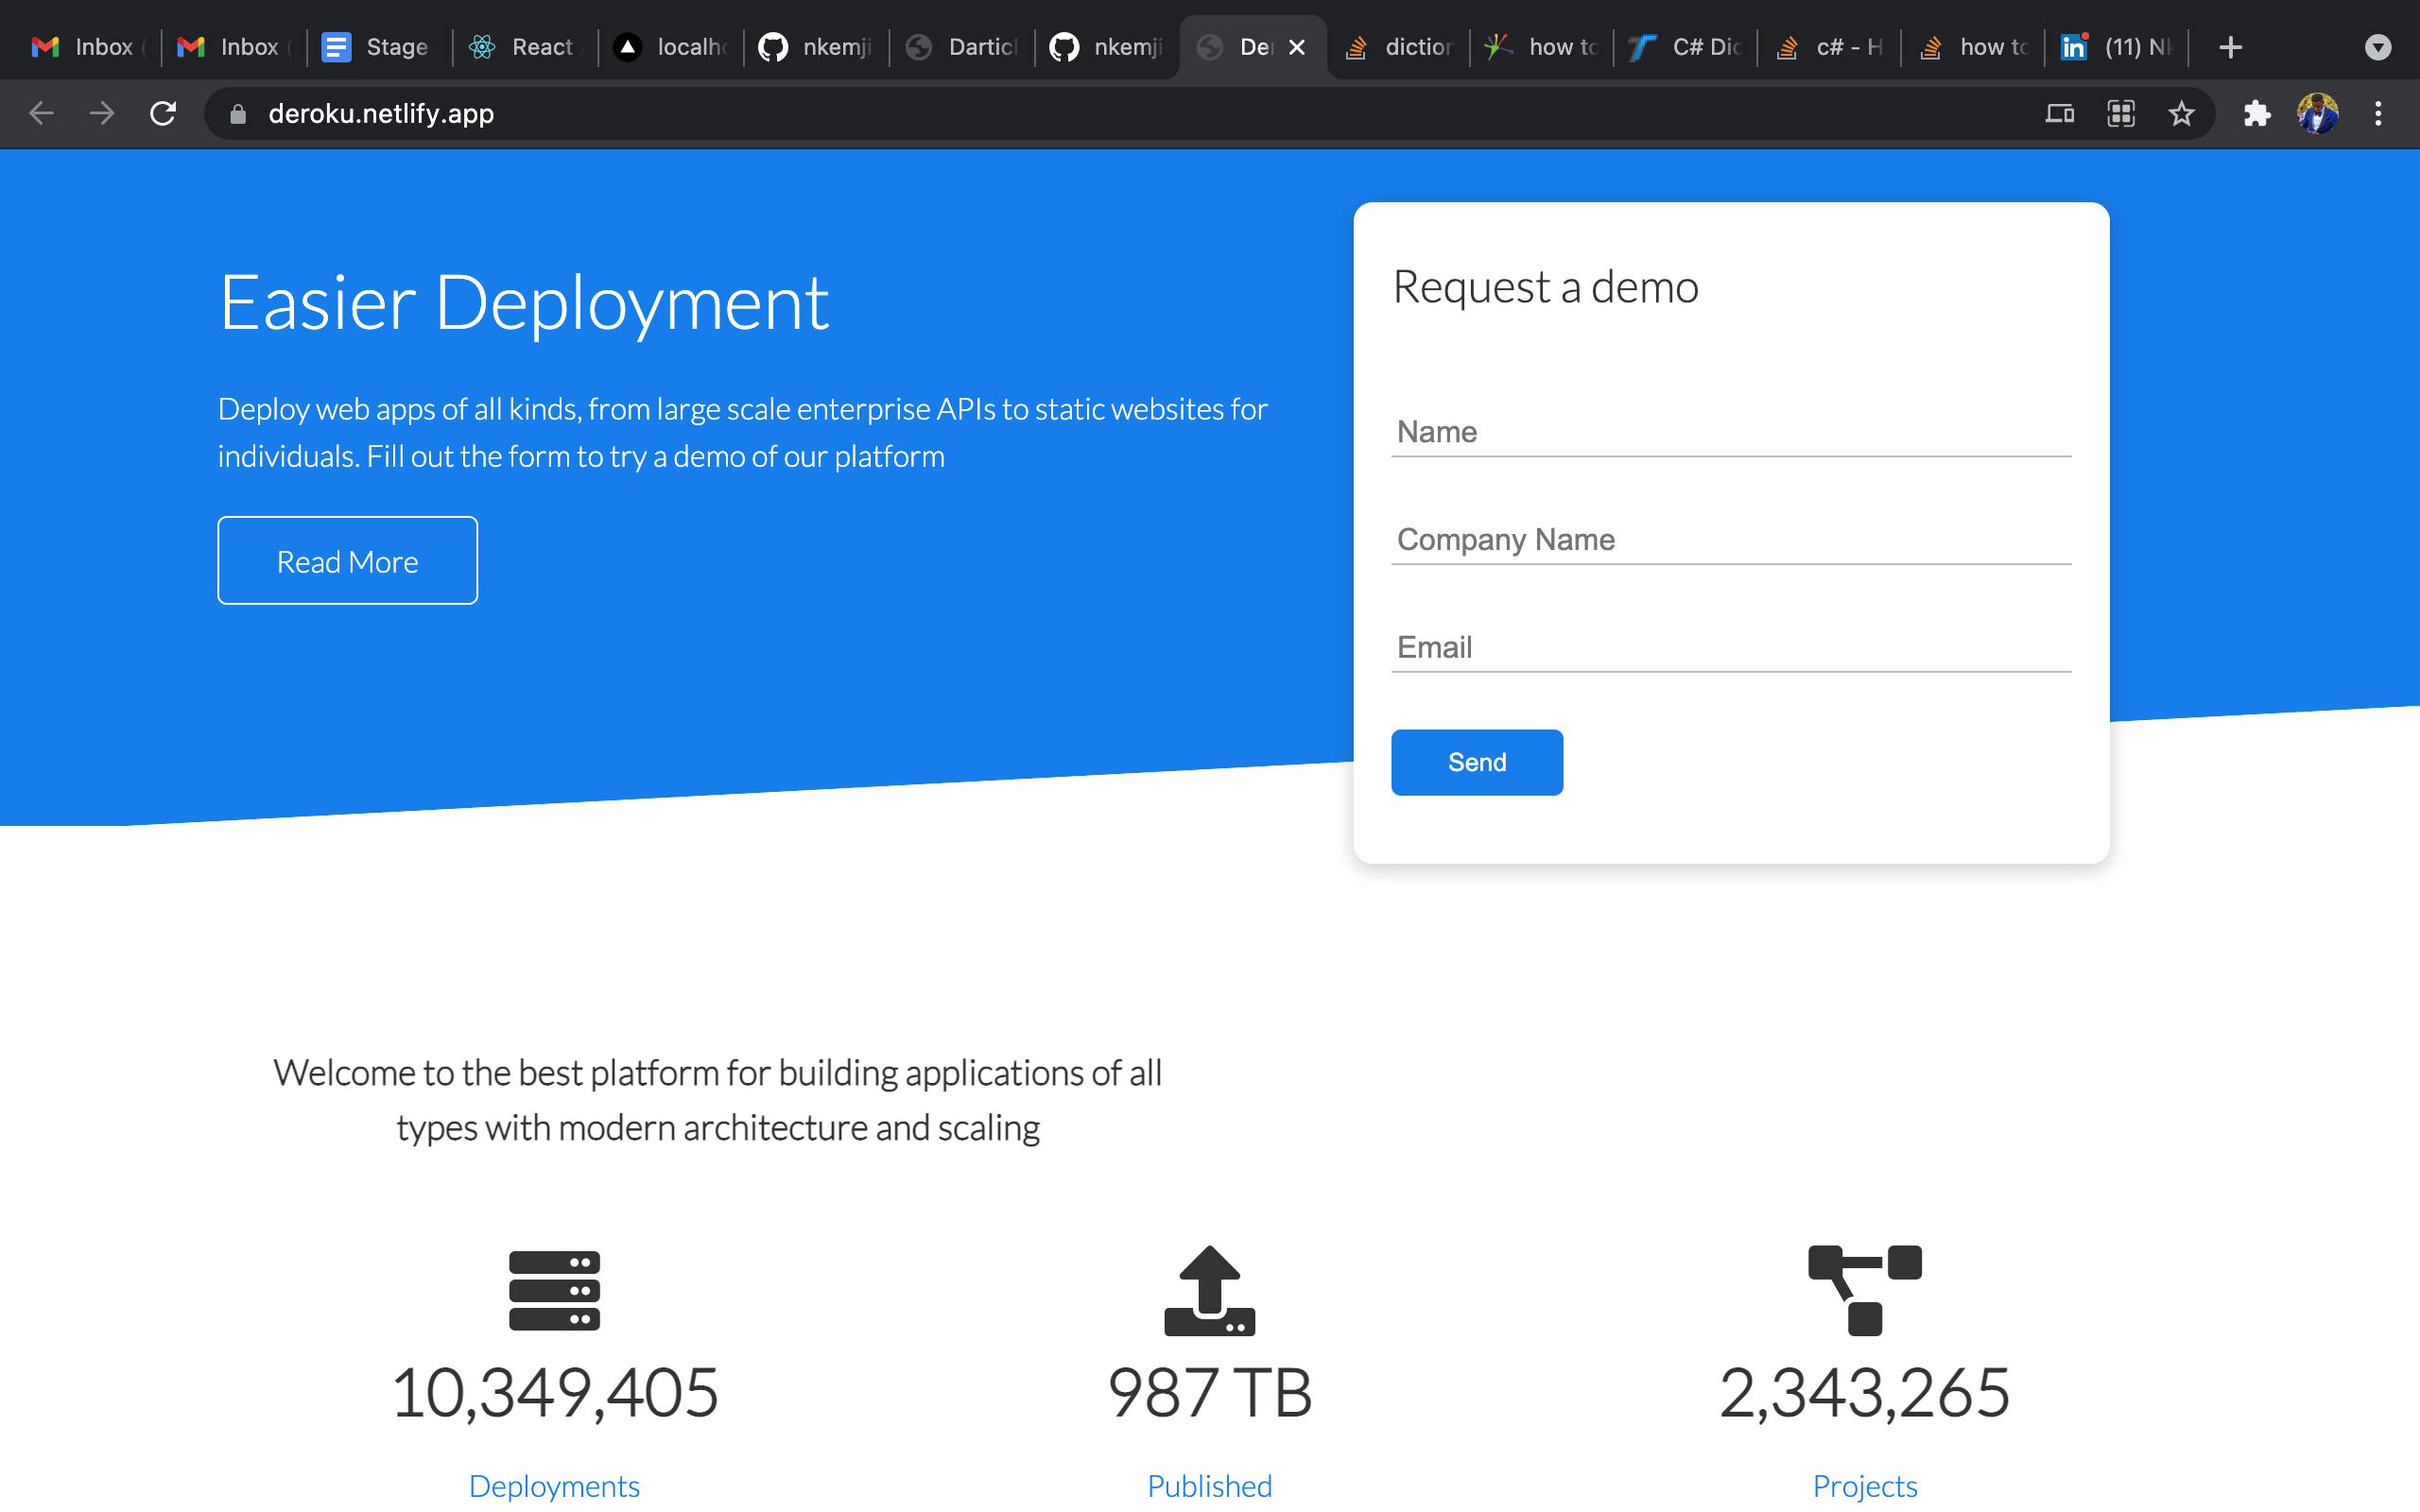 Inbox
Inbox
Stage
React
localho
nkemji
Darticl
nkemji
De
diction
how to
C# Dic
c# - H
how to
(11) N
deroku.netlify.app
Easier Deployment
Deploy web apps of all kinds, from large scale enterprise APIs to static websites for
individuals. Fill out the form to try a demo of our platform
Read More
Request a demo
Name
Company Name
Email
Send
Welcome to the best platform for building applications of all
types with modern architecture and scaling
10,349,405
987 TB
2,343,265
Deployments
Published
Projects